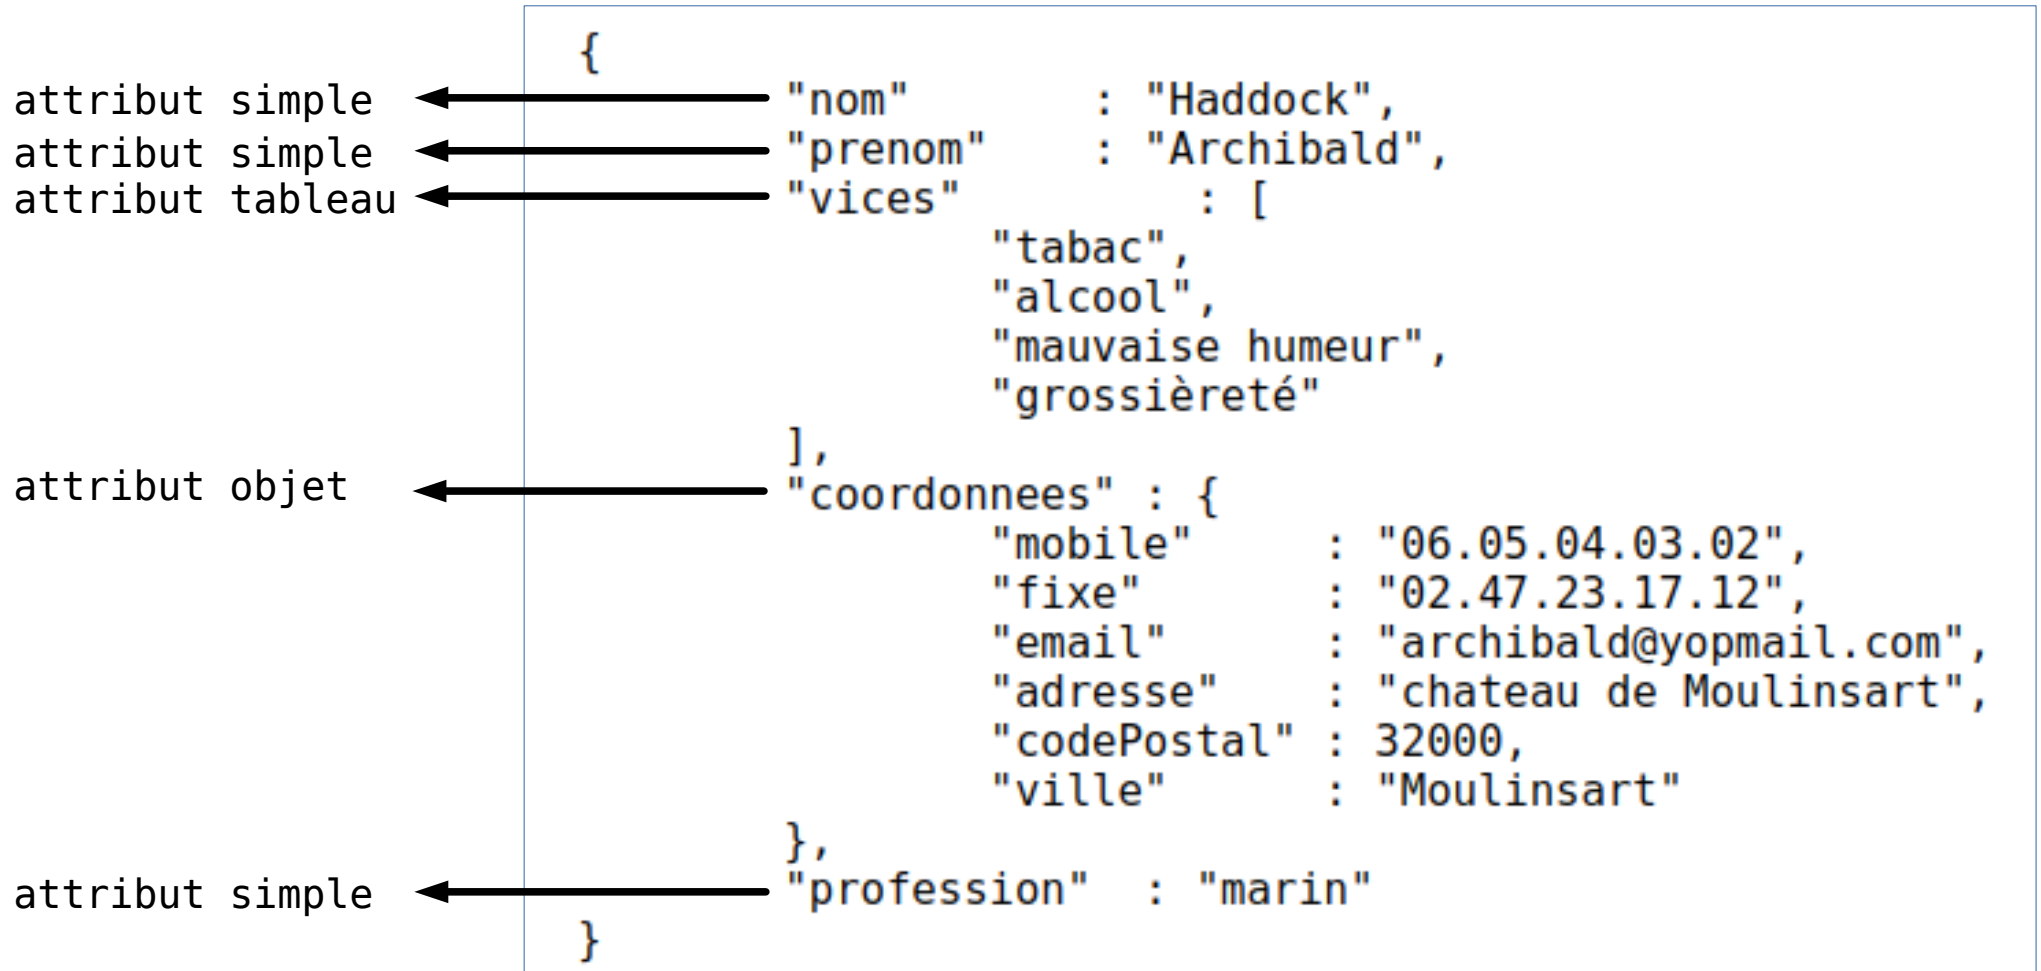 {
attribut simple "nom" : "Haddock",
attribut simple "prenom" : "Archibald",
attribut tableau "vices" : [
"tabac",
"alcool",
"mauvaise humeur",
"grossièreté"
],
attribut objet "coordonnees" : {
"mobile" : "06.05.04.03.02",
"fixe" : "02.47.23.17.12",
"email" : "archibald@yopmail.com",
"adresse" : "chateau de Moulinsart",
"codePostal" : 32000,
"ville" : "Moulinsart"
},
attribut simple "profession" : "marin"
}